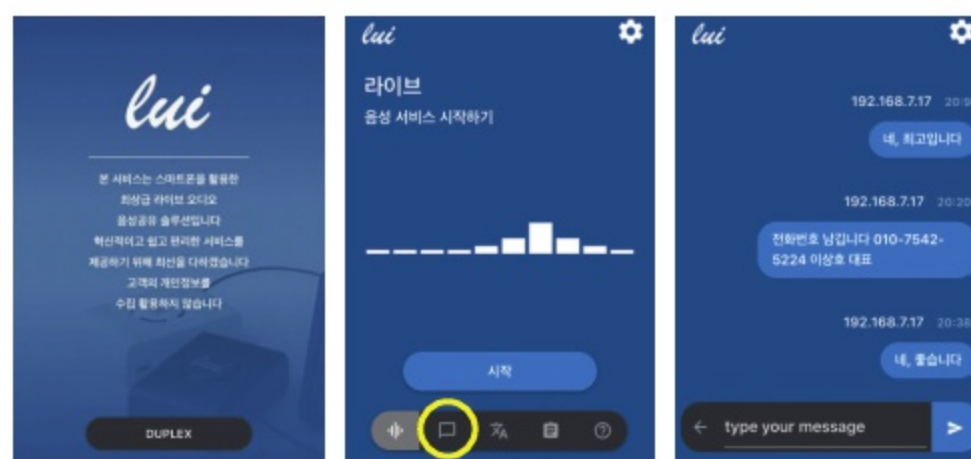 lui
본 서비스는 스마트폰을 활용한
최상급 라이브 오디오
음성공유 솔루션입니다
혁신적이고 쉽고 편리한 서비스를
제공하기 위해 최선을 다하겠습니다
고객의 개인정보를
수집 활용하지 않습니다
DUPLEX
lui
라이브
음성 서비스 시작하기
시작
lui
192.168.7.17
네, 최고입니다
192.168.7.17 20:20
전화번호 남깁니다 010-7542-
5224 이상호 대표
192.168.7.17 20:38
네, 좋습니다
type your message